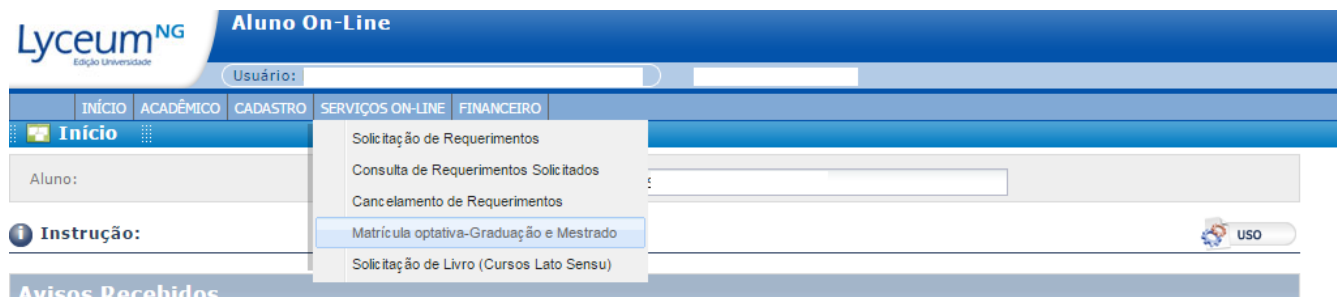 Lyceum NG
Edição Universidade
Aluno On-Line
Usuário:
INÍCIO ACADÊMICO CADASTRO SERVIÇOS ON-LINE FINANCEIRO
Início
Solicitação de Requerimentos
Consulta de Requerimentos Solicitados
Aluno:
Cancelamento de Requerimentos
Matrícula optativa-Graduação e Mestrado
Instrução:
USO
Solicitação de Livro (Cursos Lato Sensu)
Avisos Recebidos